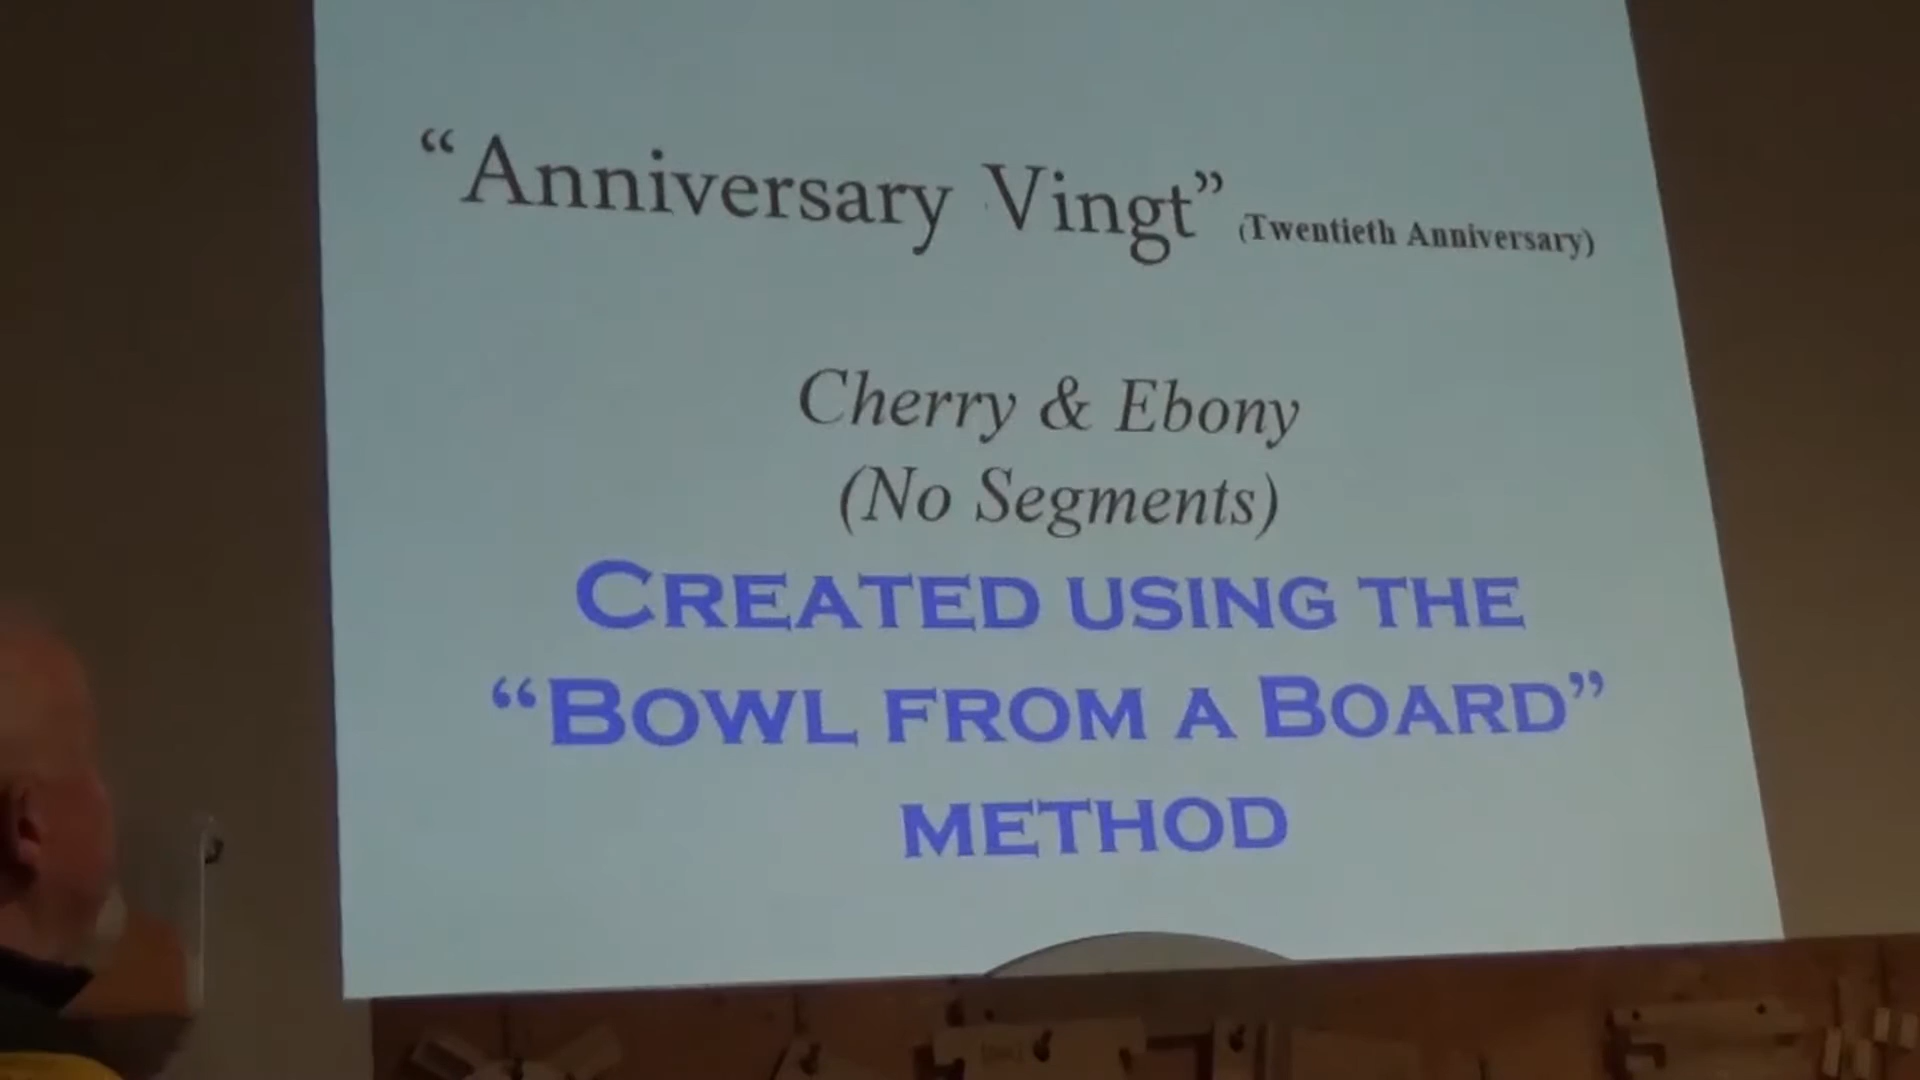 “Anniversary Vingt” (Twentieth Anniversary)
Cherry & Ebony
(No Segments)
CREATED USING THE
“BOWL FROM A BOARD”
METHOD